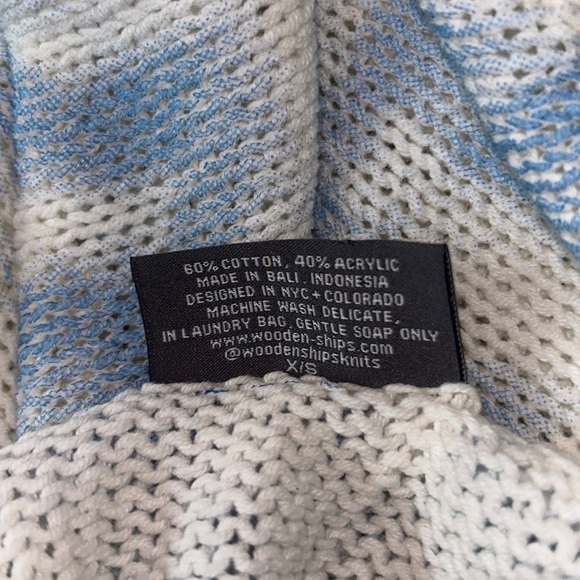 60% COTTON, 40% ACRYLIC
MADE IN BALI, INDONESIA
DESIGNED IN NYC + COLORADO
MACHINE WASH DELICATE,
IN LAUNDRY BAG, GENTLE SOAP ONLY
www.wooden-ships.com
@woodenshipsknits
X/S